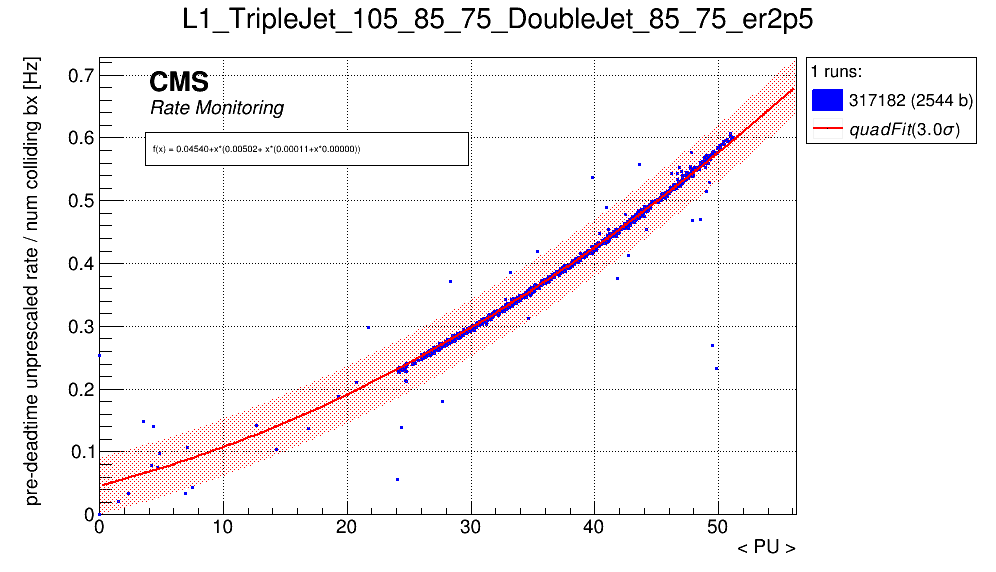 L1_TripleJet_105_85_75_DoubleJet_85_75_er2p5
pre-deadtime unprescaled rate / num colliding bx [Hz]
CMS
Rate Monitoring
f(x) = 0.04540+x*(0.00502+ x*(0.00011+x*0.00000))
1 runs:
317182 (2544 b)
quadFit(3.0σ)
0.7
0.6
0.5
0.4
0.3
0.2
0.1
0
0 10 20 30 40 50
< PU >